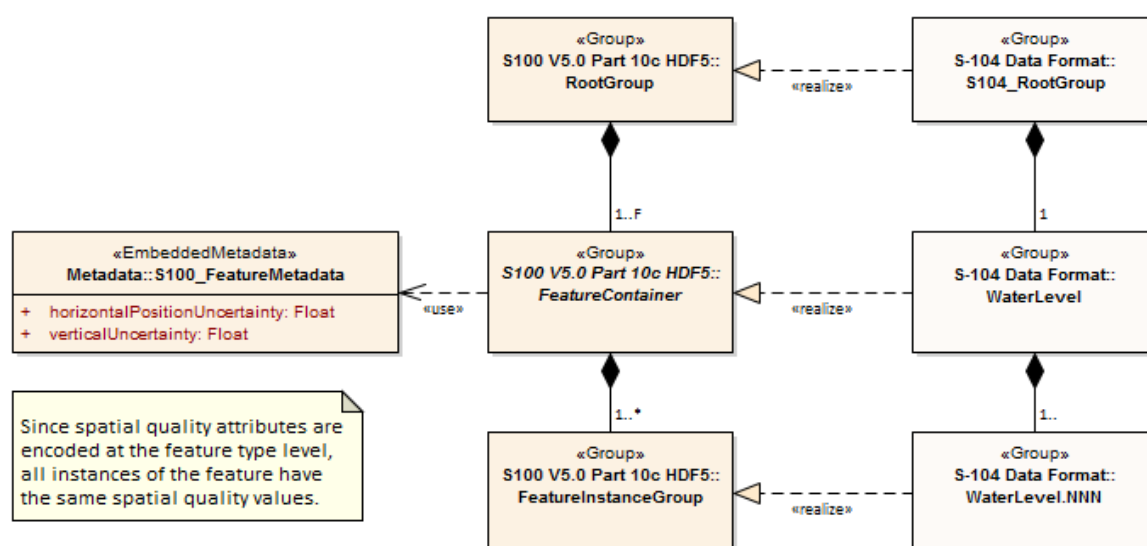 «Group»
S100 V5.0 Part 10c HDF5::
RootGroup
«realize»
«Group»
S-104 Data Format::
S104_RootGroup
1..F
1
«EmbeddedMetadata»
Metadata::S100_FeatureMetadata
+ horizontalPositionUncertainty: Float
+ verticalUncertainty: Float
«use»
«Group»
S100 V5.0 Part 10c HDF5::
FeatureContainer
«realize»
«Group»
S-104 Data Format::
WaterLevel
1..*
1..
Since spatial quality attributes are
encoded at the feature type level,
all instances of the feature have
the same spatial quality values.
«Group»
S100 V5.0 Part 10c HDF5::
FeatureInstanceGroup
«realize»
«Group»
S-104 Data Format::
WaterLevel.NNN